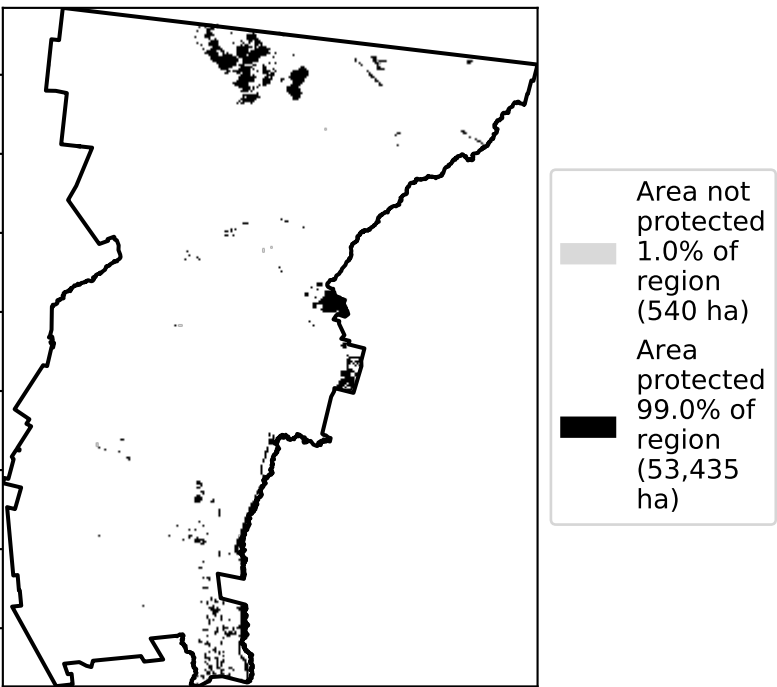 Area not
protected
1.0% of
region
(540 ha)
Area
protected
99.0% of
region
(53,435
ha)